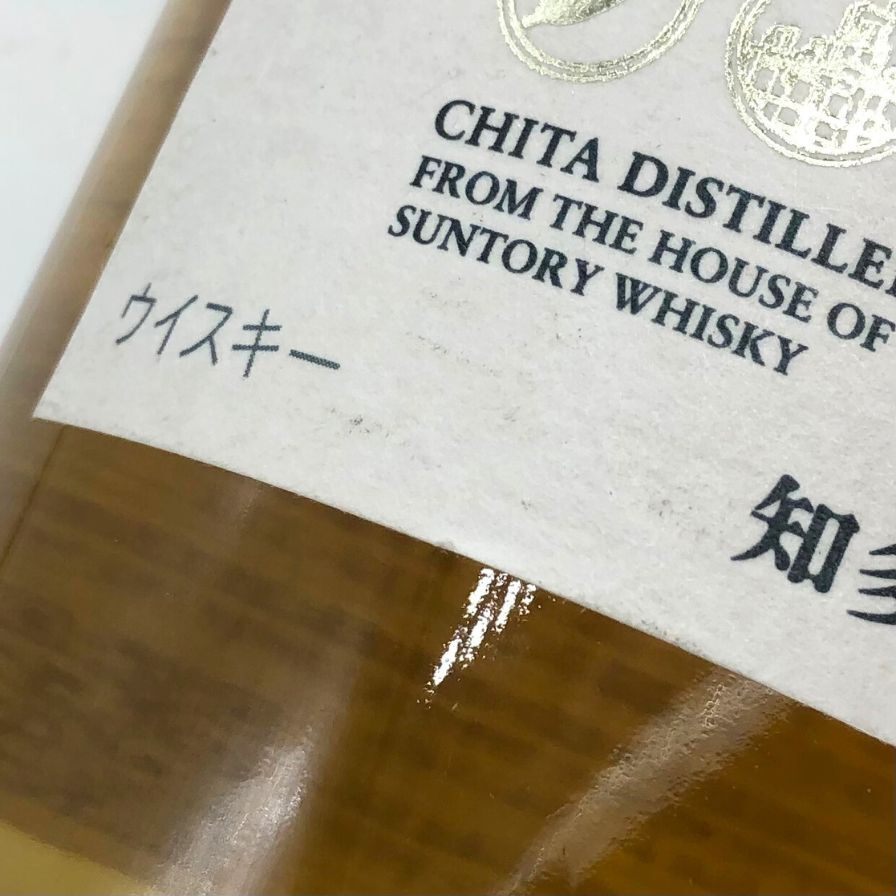 CHITA DISTILLE
FROM THE HOUSE OF
SUNTORY WHISKY
ウイスキー
知